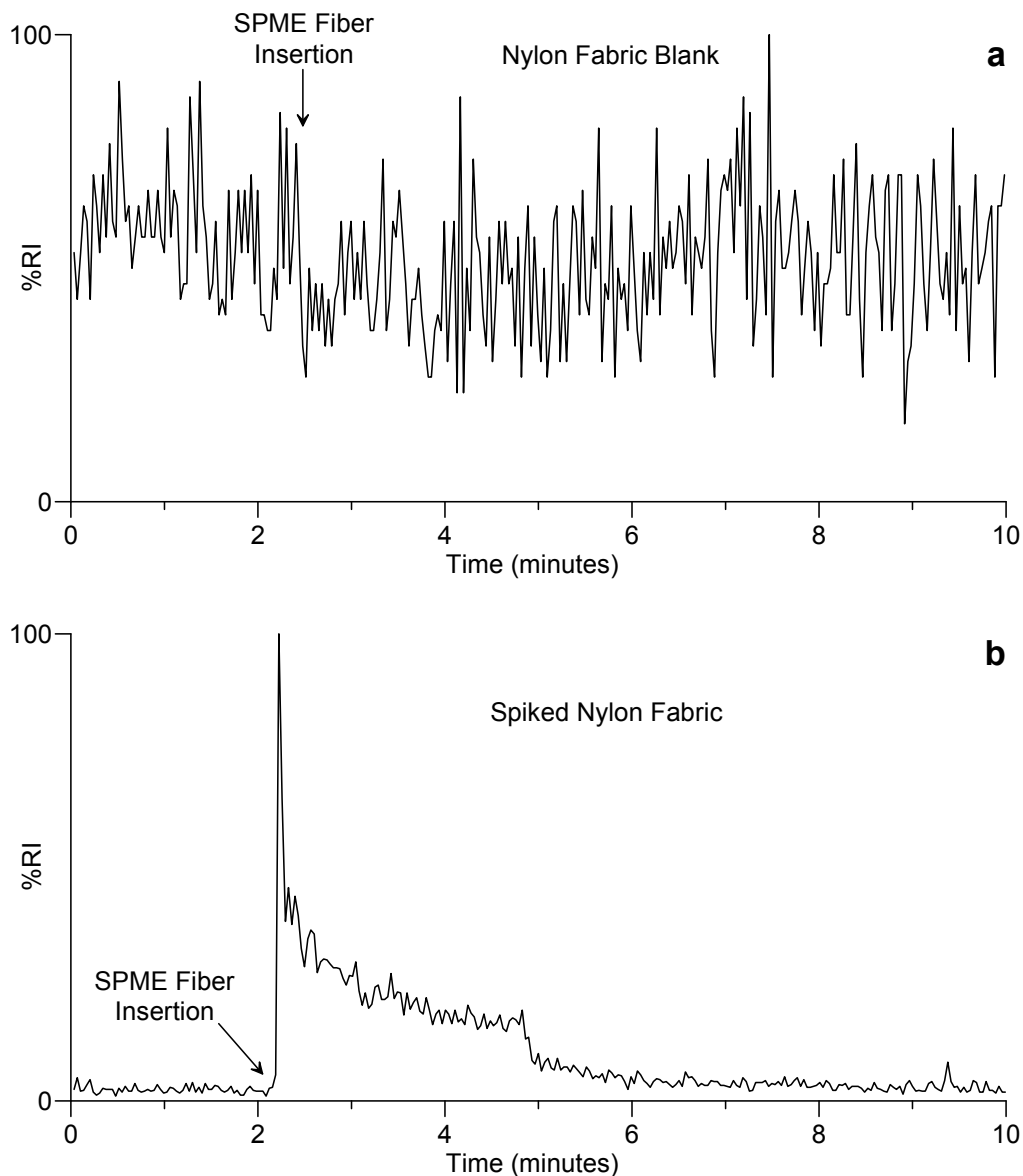 100
SPME Fiber
Insertion
Nylon Fabric Blank
a
%RI
0
0 2 4 6 8 10
Time (minutes)
100
b
Spiked Nylon Fabric
%RI
SPME Fiber
Insertion
0
0 2 4 6 8 10
Time (minutes)